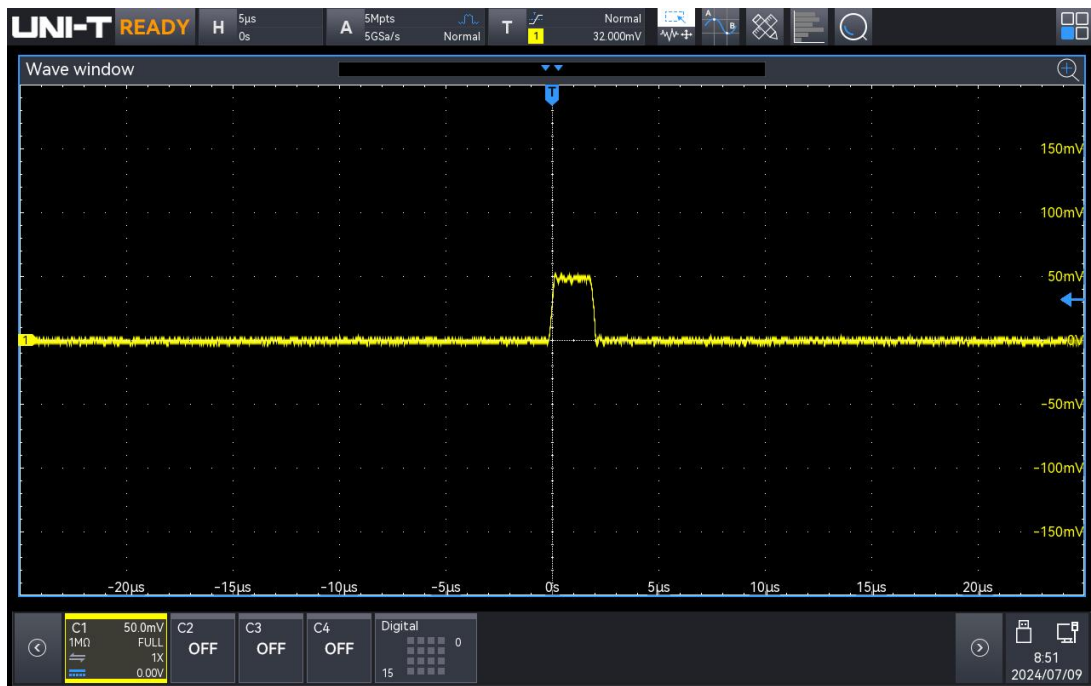 UNI-T READY H 5µs 0s A 5Mpts 5GSa/s Normal T 1 Normal 32.000mV A B
Wave window
T
150mV
100mV
50mV
1 0V
-50mV
-100mV
-150mV
-20µs -15µs -10µs -5µs 0s 5µs 10µs 15µs 20µs
C1 50.0mV C2 C3 C4 Digital
1MΩ FULL OFF OFF OFF 0
1X 8:51
0.00V 15 2024/07/09